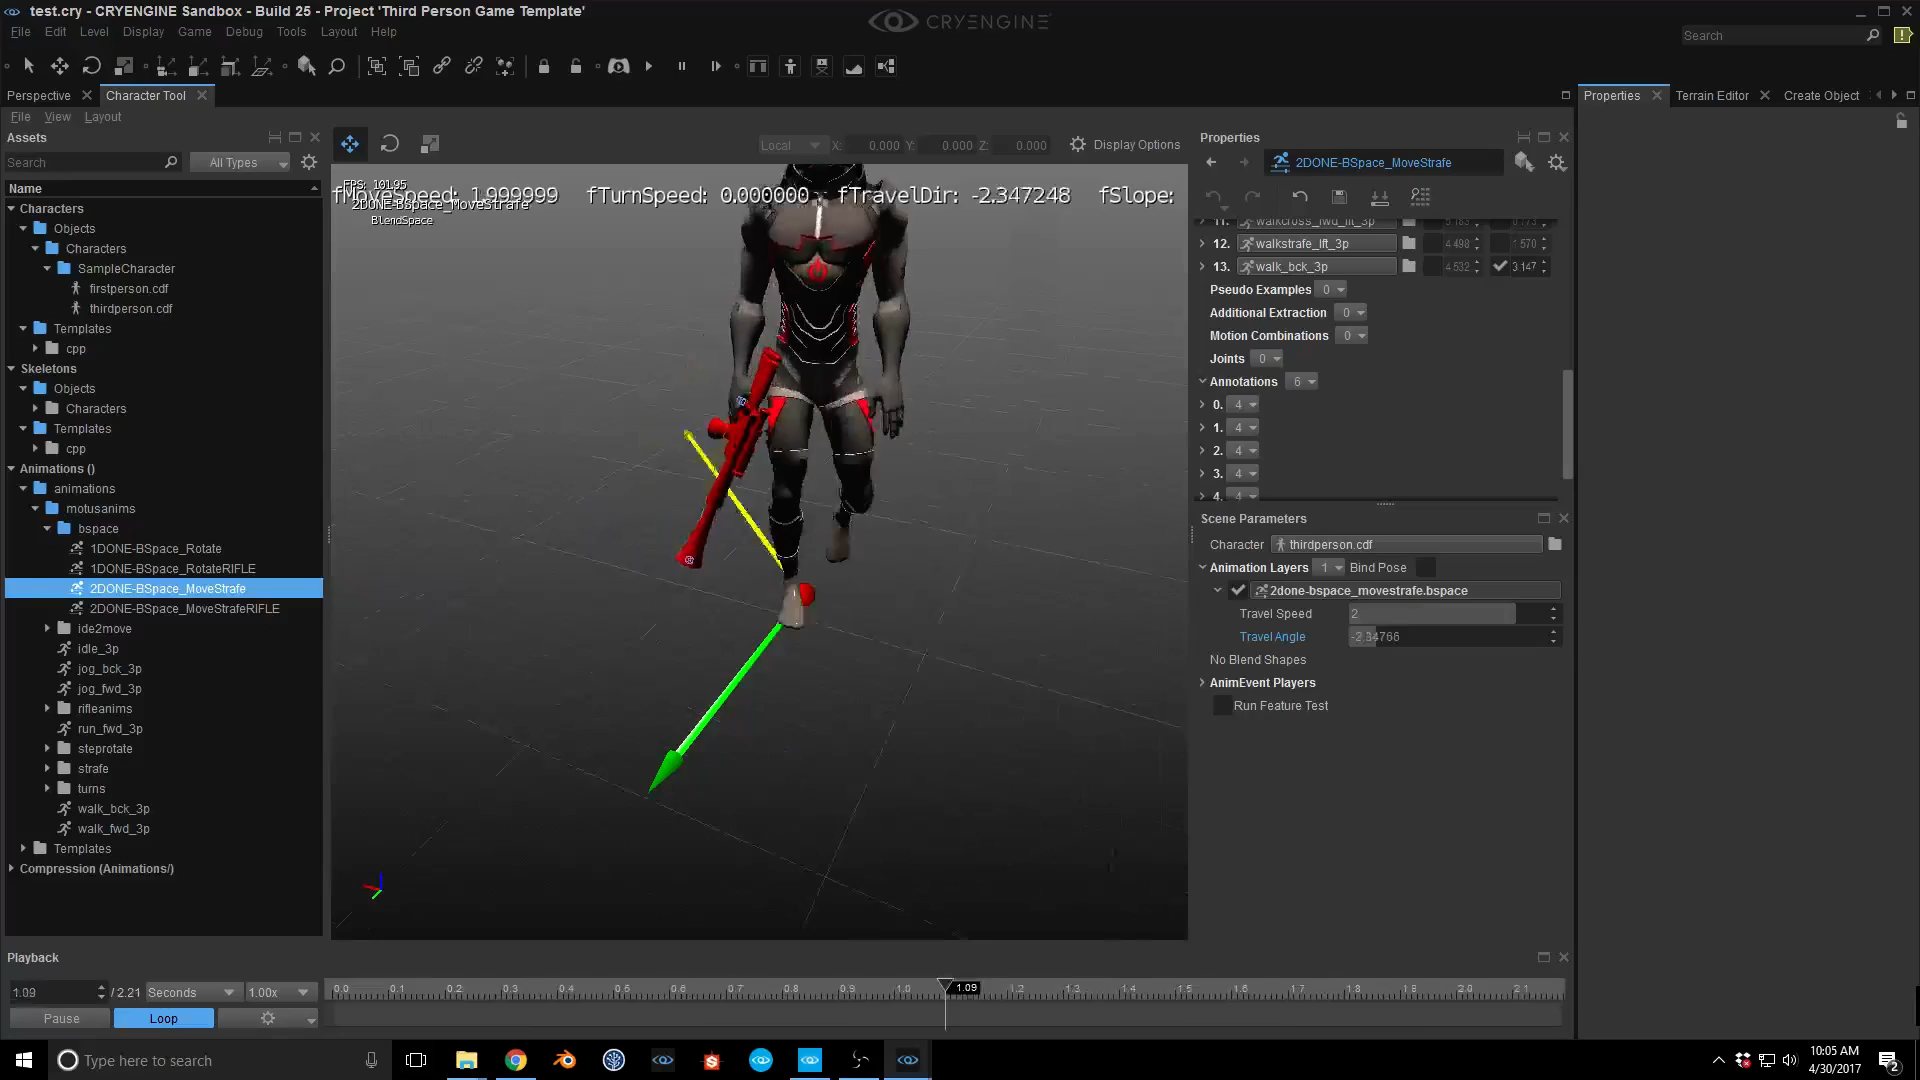 test.cry - CRYENGINE Sandbox - Build 25 - Project 'Third Person Game Template'
CRYENGINE
File Edit Level Display Game Debug Tools Layout Help
Search
Perspective Character Tool
Properties Terrain Editor Create Object
File View Layout
Assets
Search All Types
Name
Characters
Objects
Characters
SampleCharacter
firstperson.cdf
thirdperson.cdf
Templates
cpp
Skeletons
Objects
Characters
Templates
cpp
Animations ()
animations
motusanims
bspace
1DONE-BSpace_Rotate
1DONE-BSpace_RotateRIFLE
2DONE-BSpace_MoveStrafe
2DONE-BSpace_MoveStrafeRIFLE
ide2move
idle_3p
jog_bck_3p
jog_fwd_3p
rifleanims
run_fwd_3p
steprotate
strafe
turns
walk_bck_3p
walk_fwd_3p
Templates
Compression (Animations/)
Local X: 0.000 Y: 0.000 Z: 0.000 Display Options
FPS: 101.95
fMoveSpeed: 1.999999 fTurnSpeed: 0.000000 fTravelDir: -2.347248 fSlope:
2DONE-BSpace_MoveStrafe
BlendSpace
Properties
2DONE-BSpace_MoveStrafe
11. walkcross_fwd_lft_3p
12. walkstrafe_lft_3p 4.498 1.570
13. walk_bck_3p 4.532 3.147
Pseudo Examples 0
Additional Extraction 0
Motion Combinations 0
Joints 0
Annotations 6
0. 4
1. 4
2. 4
3. 4
4. 4
Scene Parameters
Character thirdperson.cdf
Animation Layers 1 Bind Pose
2done-bspace_movestrafe.bspace
Travel Speed 2
Travel Angle -2.34766
No Blend Shapes
AnimEvent Players
Run Feature Test
Playback
1.09 / 2.21 Seconds 1.00x
0.0 0.1 0.2 0.3 0.4 0.5 0.6 0.7 0.8 0.9 1.0 1.09 1.2 1.3 1.4 1.5 1.6 1.7 1.8 1.9 2.0 2.1
Pause Loop
Type here to search
10:05 AM
4/30/2017
2